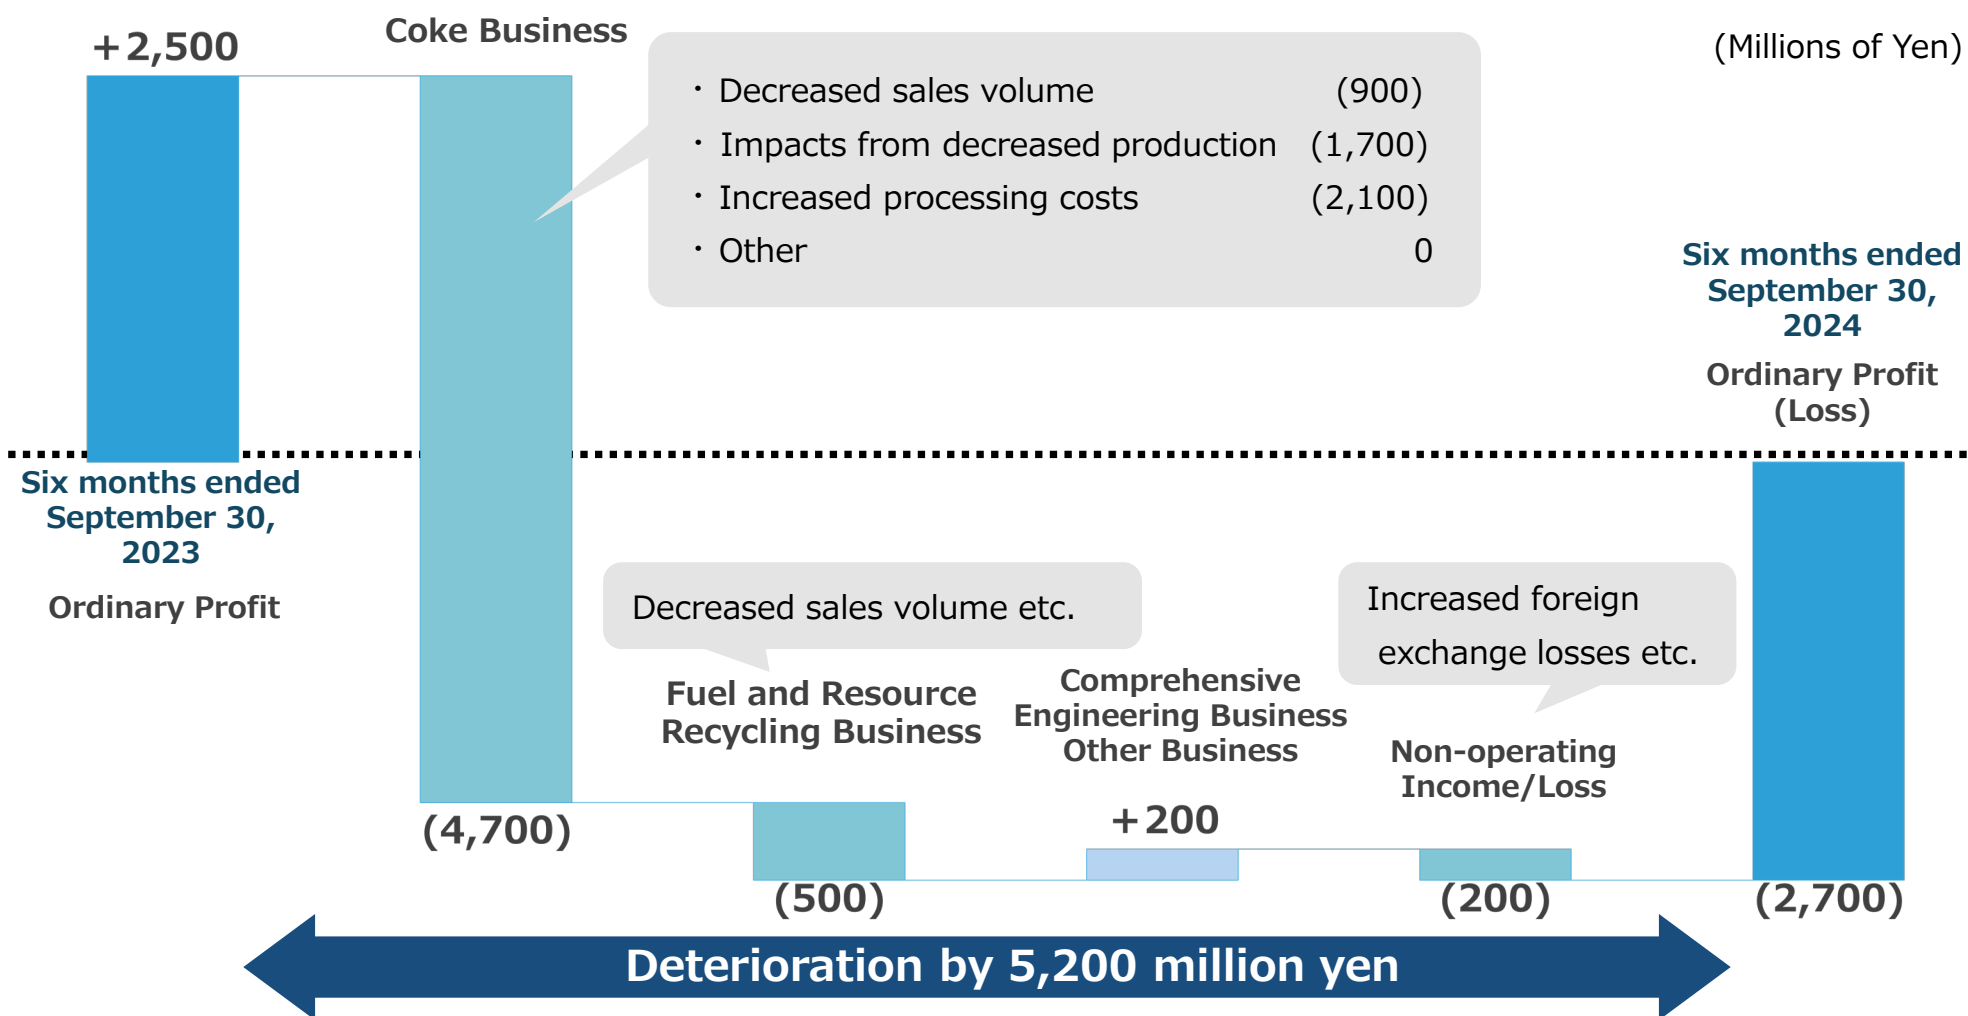 +2,500
Coke Business
(Millions of Yen)
・Decreased sales volume (900)
・Impacts from decreased production (1,700)
・Increased processing costs (2,100)
・Other 0
Six months ended
September 30,
2024
Ordinary Profit
(Loss)
Six months ended
September 30,
2023
Ordinary Profit
Decreased sales volume etc.
Fuel and Resource
Recycling Business
Comprehensive
Engineering Business
Other Business
Increased foreign
exchange losses etc.
Non-operating
Income/Loss
(4,700)
(500)
+200
(200)
(2,700)
Deterioration by 5,200 million yen